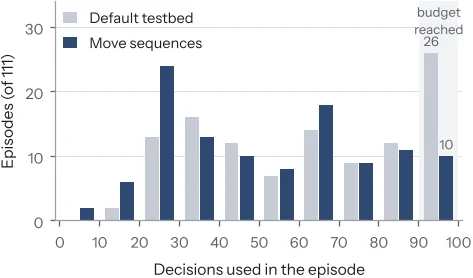 budget
reached
Default testbed
Move sequences
26
10
30
20
10
0
Episodes (of 111)
0 10 20 30 40 50 60 70 80 90 100
Decisions used in the episode